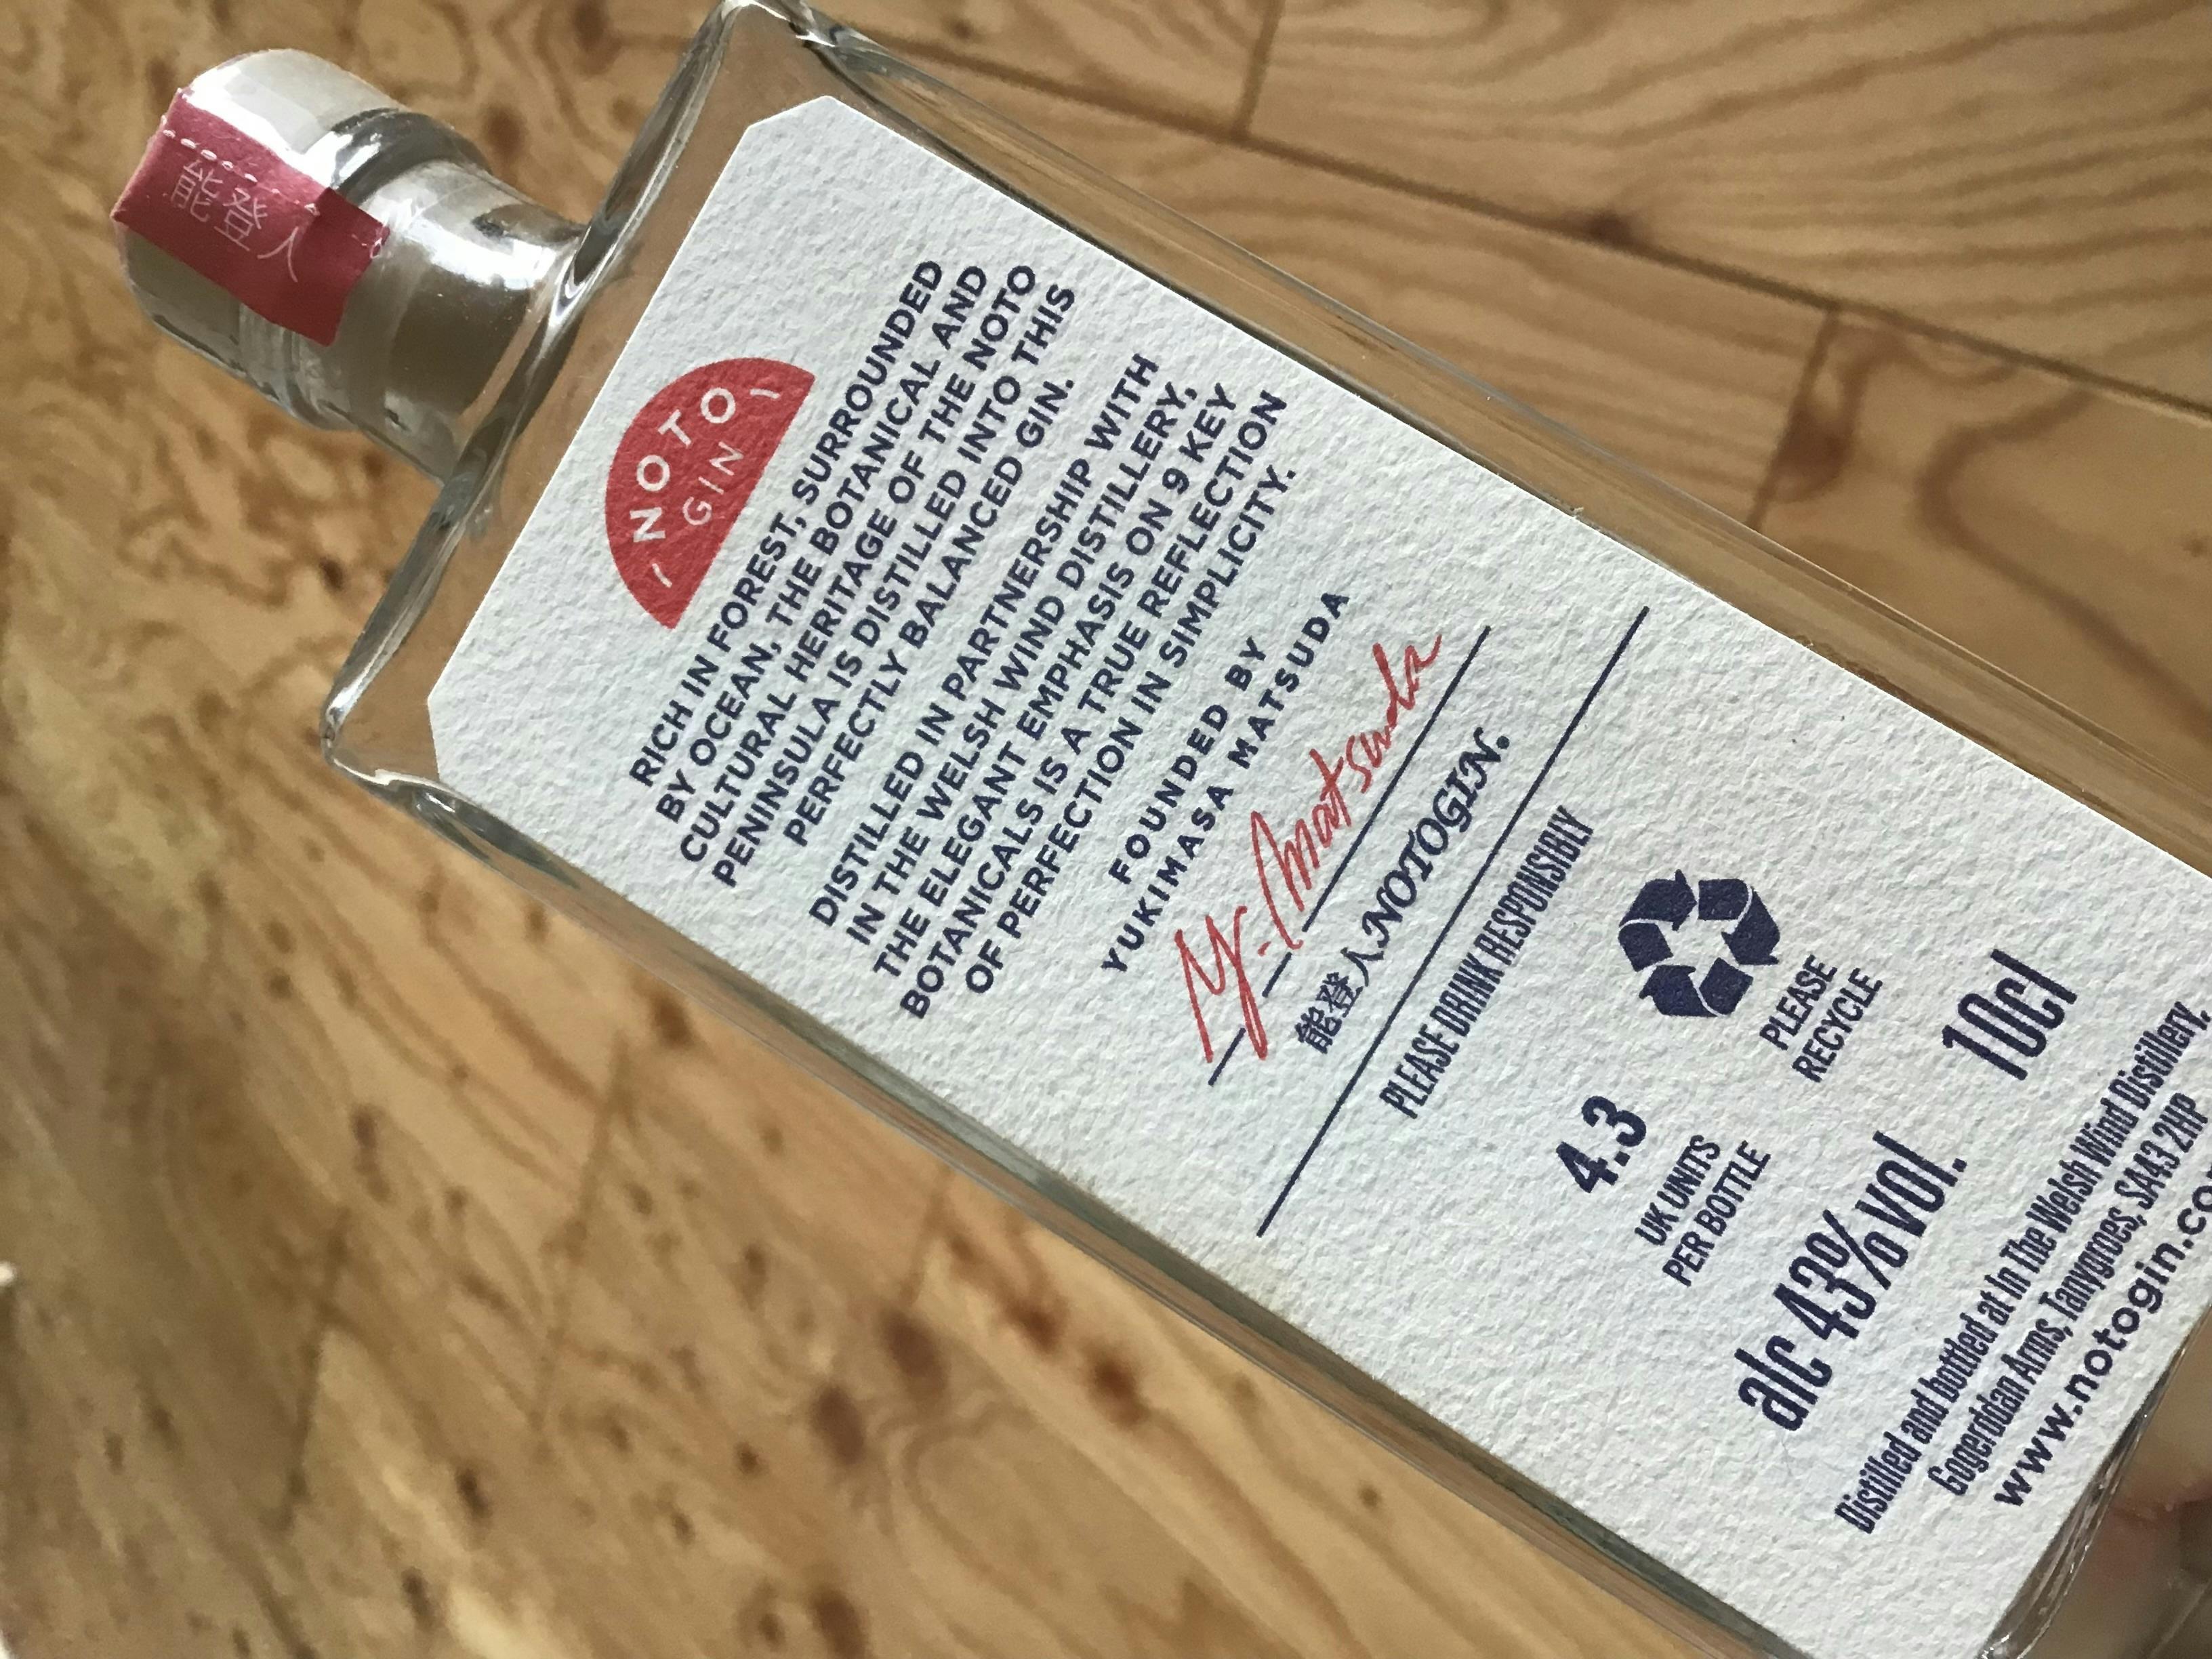 能登人
NOTO
GIN
RICH IN FOREST, SURROUNDED
BY OCEAN, THE BOTANICAL AND
CULTURAL HERITAGE OF THE NOTO
PENINSULA IS DISTILLED INTO THIS
PERFECTLY BALANCED GIN.
DISTILLED IN PARTNERSHIP WITH
IN THE WELSH WIND DISTILLERY,
THE ELEGANT EMPHASIS ON 9 KEY
BOTANICALS IS A TRUE REFLECTION
OF PERFECTION IN SIMPLICITY.
FOUNDED BY
YUKIMASA MATSUDA
Y. Matsuda
能登人NOTOGIN.
PLEASE DRINK RESPONSIBLY
4.3
UK UNITS
PER BOTTLE
PLEASE
RECYCLE
alc 43%vol.
10cl
Distilled and bottled at In The Welsh Wind Distillery,
Gogerddan Arms, Tanygroes, SA43 2HP
www.notogin.co